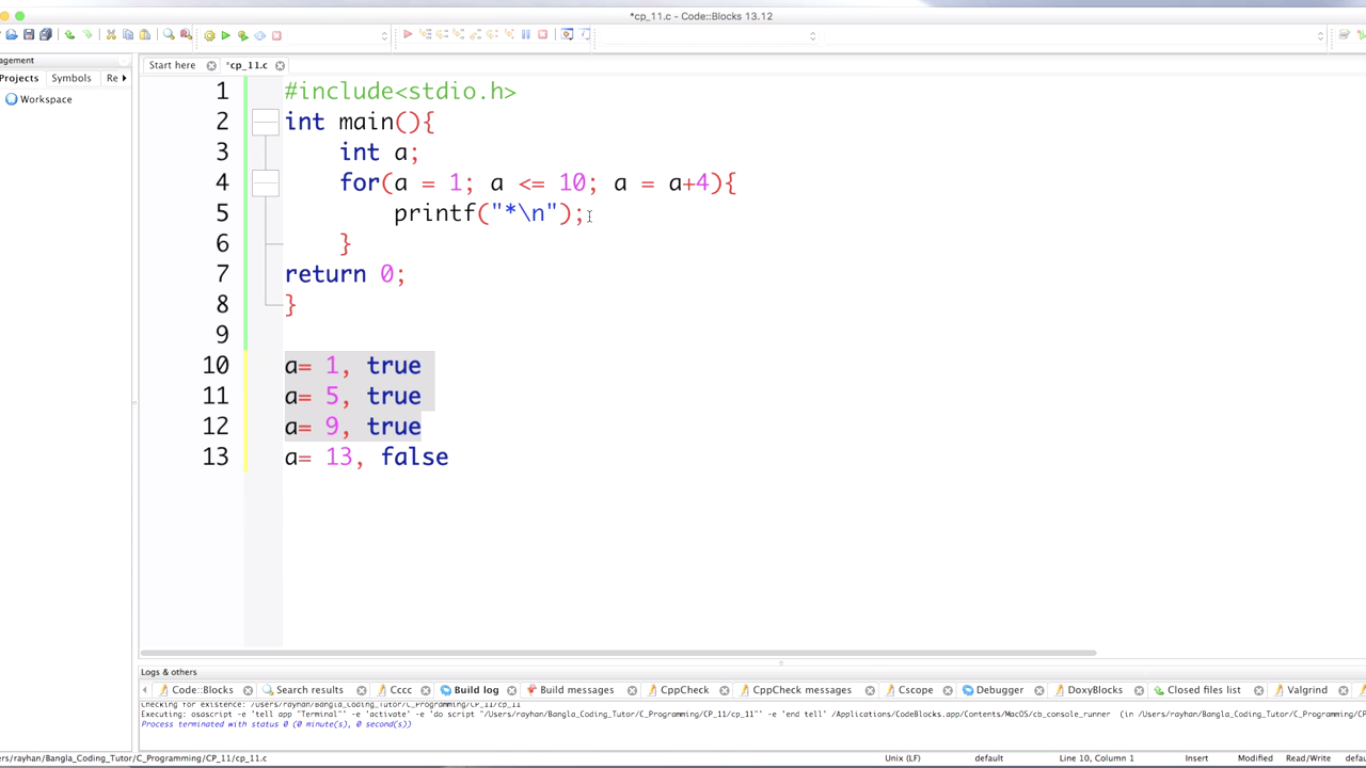 *cp_11.c - Code::Blocks 13.12
agement
Projects Symbols Re
Workspace
Start here *cp_11.c
1 #include<stdio.h>
2 int main(){
3 int a;
4 for(a = 1; a <= 10; a = a+4){
5 printf("*\n");
6 }
7 return 0;
8 }
9
10 a= 1, true
11 a= 5, true
12 a= 9, true
13 a= 13, false
Logs & others
Code::Blocks Search results Cccc Build log Build messages CppCheck CppCheck messages Cscope Debugger DoxyBlocks Closed files list Valgrind
Checking for existence: /Users/rayhan/Bangla_Coding_Tutor/C_Programming/CP_11/cp_11
Executing: osascript -e 'tell app "Terminal"' -e 'activate' -e 'do script "/Users/rayhan/Bangla_Coding_Tutor/C_Programming/CP_11/cp_11"' -e 'end tell' /Applications/CodeBlocks.app/Contents/MacOS/cb_console_runner (in /Users/rayhan/Bangla_Coding_Tutor/C_Programming/CP
Process terminated with status 0 (0 minute(s), 0 second(s))
ers/rayhan/Bangla_Coding_Tutor/C_Programming/CP_11/cp_11.c Unix (LF) default Line 10, Column 1 Insert Modified Read/Write defau